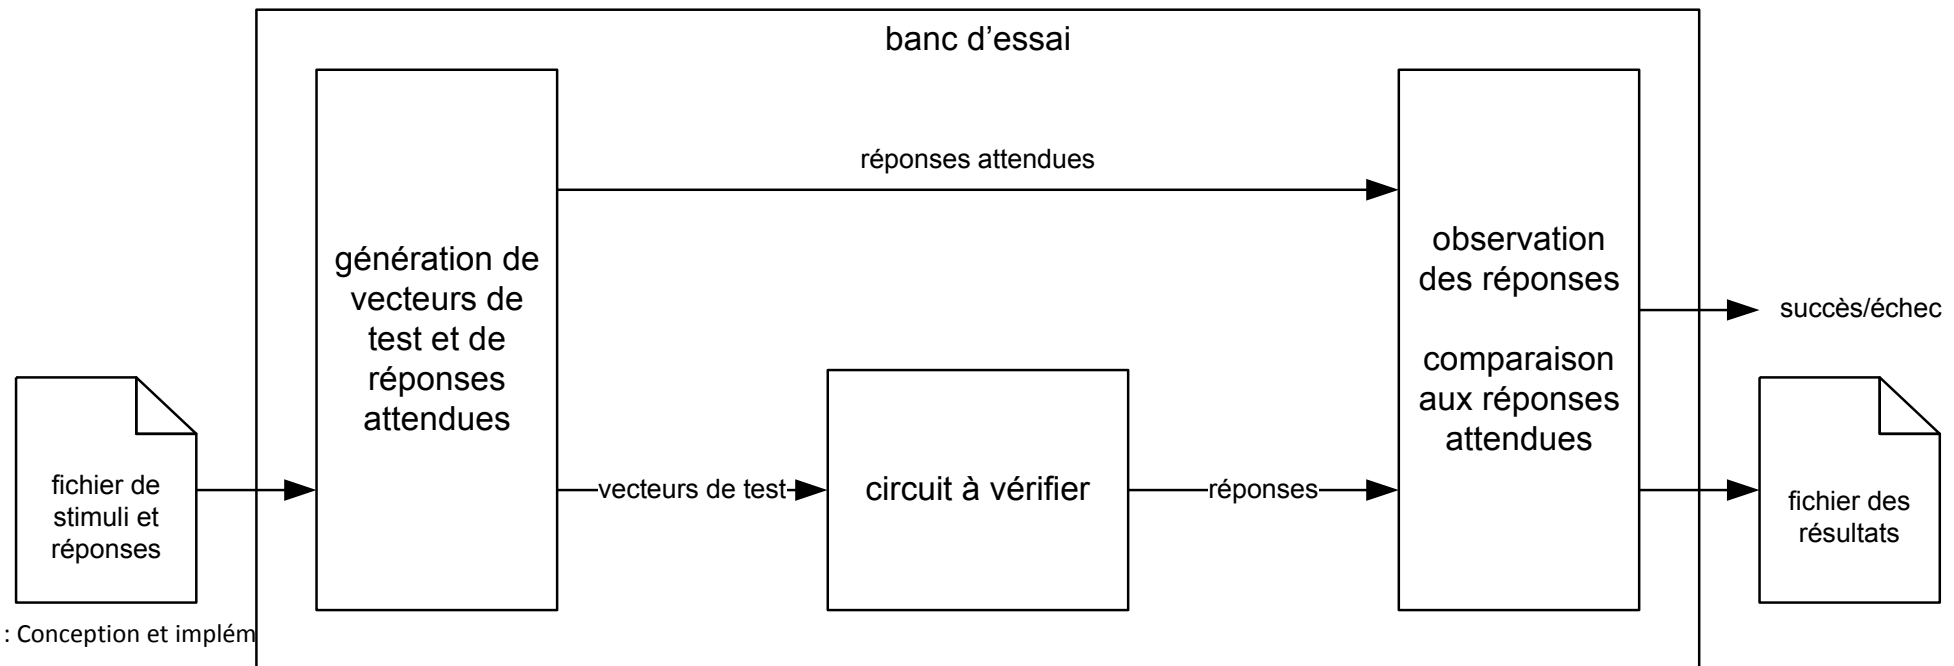 banc d'essai
réponses attendues
génération de
vecteurs de
test et de
réponses
attendues
observation
des réponses
comparaison
aux réponses
attendues
succès/échec
fichier de
stimuli et
réponses
vecteurs de test
circuit à vérifier
réponses
fichier des
résultats
: Conception et implém